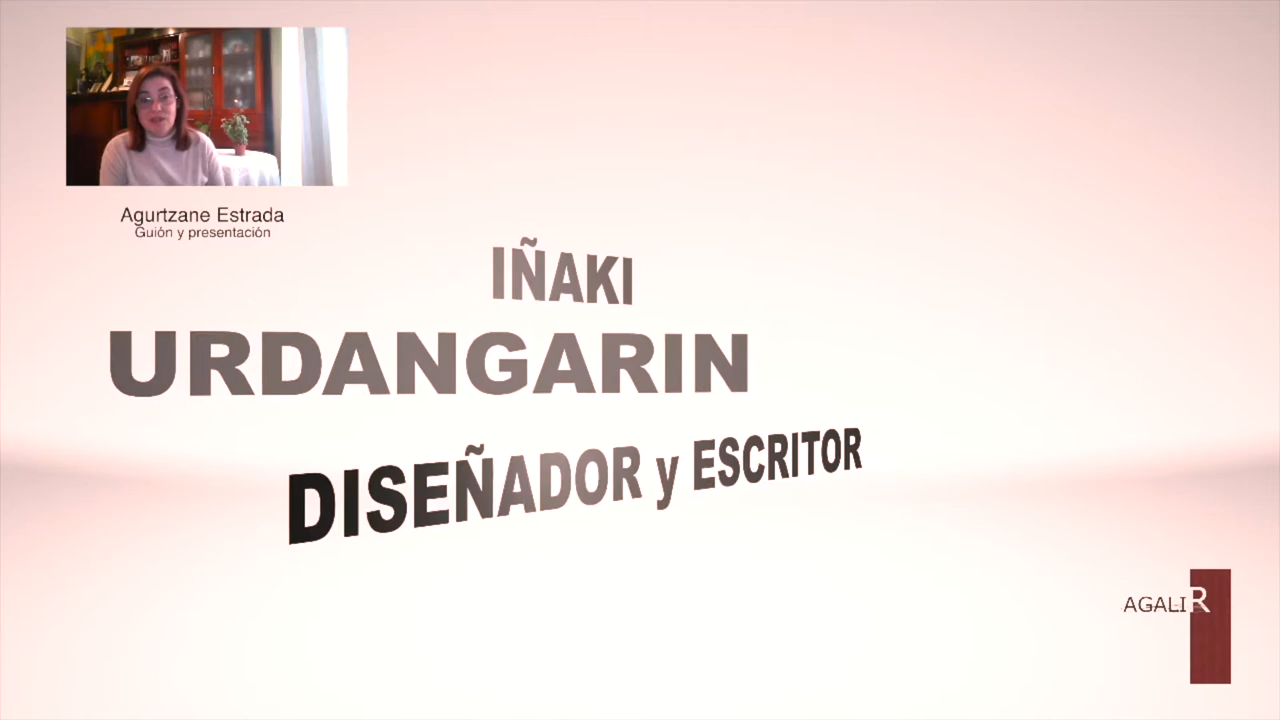 Agurtzane Estrada
Guión y presentación
IÑAKI
URDANGARIN
DISEÑADOR y ESCRITOR
AGALIR